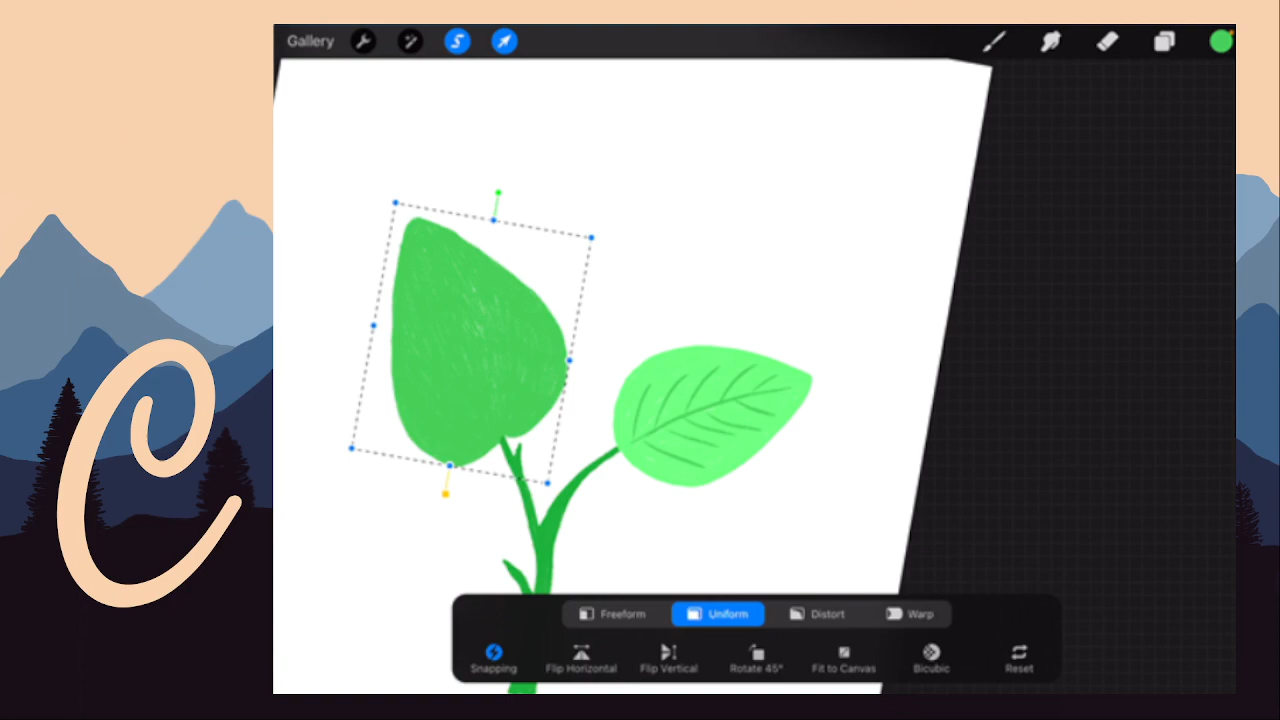 Gallery
C
Freeform Uniform Distort Warp
Snapping Flip Horizontal Flip Vertical Rotate 45° Fit to Canvas Bicubic Reset